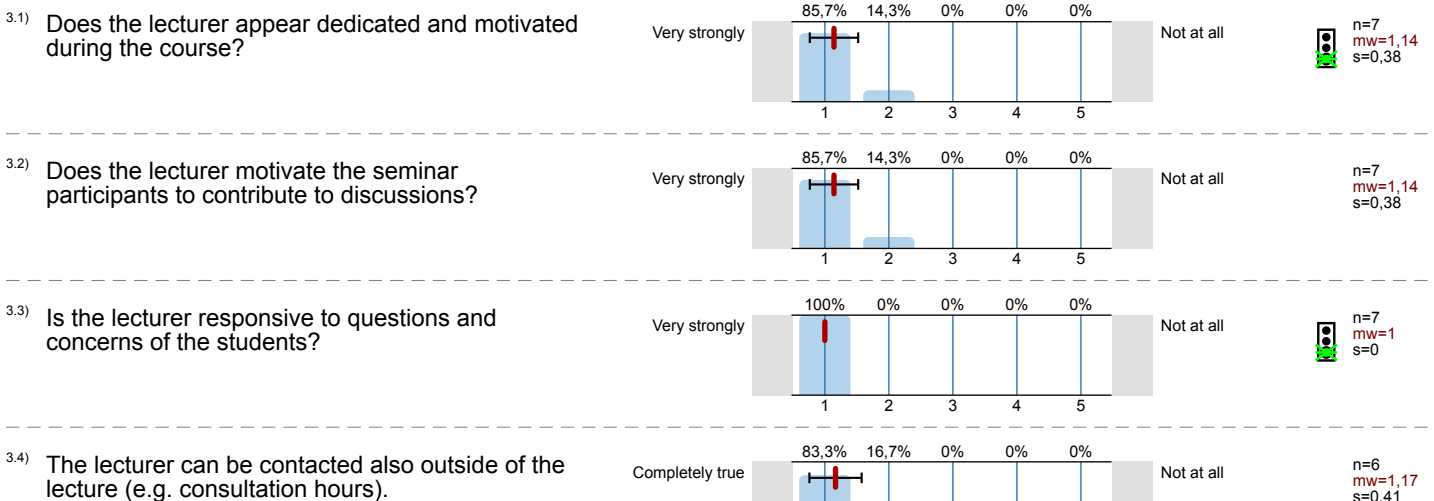 3.1) Does the lecturer appear dedicated and motivated
during the course?
85,7% 14,3% 0% 0% 0%
Very strongly
Not at all
1 2 3 4 5
n=7
mw=1,14
s=0,38
3.2) Does the lecturer motivate the seminar
participants to contribute to discussions?
85,7% 14,3% 0% 0% 0%
Very strongly
Not at all
1 2 3 4 5
n=7
mw=1,14
s=0,38
3.3) Is the lecturer responsive to questions and
concerns of the students?
100% 0% 0% 0% 0%
Very strongly
Not at all
1 2 3 4 5
n=7
mw=1
s=0
3.4) The lecturer can be contacted also outside of the
lecture (e.g. consultation hours).
83,3% 16,7% 0% 0% 0%
Completely true
Not at all
n=6
mw=1,17
s=0,41